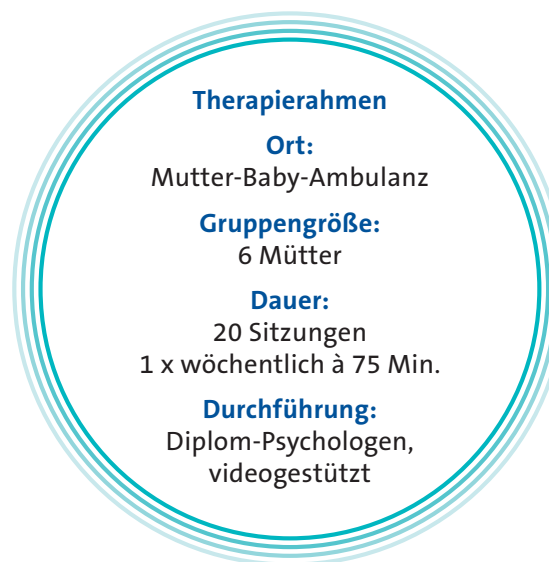 Therapierahmen
Ort:
Mutter-Baby-Ambulanz
Gruppengröße:
6 Mütter
Dauer:
20 Sitzungen
1 x wöchentlich à 75 Min.
Durchführung:
Diplom-Psychologen,
videogestützt